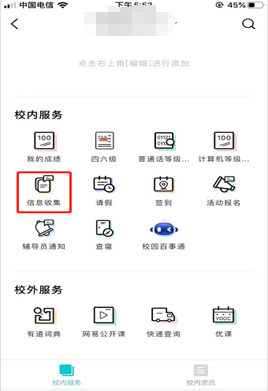 中国电信
下午5:52
45%
点击右上角[编辑]进行添加
校内服务
我的成绩 四六级 普通话等级... 计算机等级...
信息收集 请假 签到 活动报名
辅导员通知 查寝 校园百事通
校外服务
有道词典 网易公开课 快递查询 优课
校内服务 校内资讯